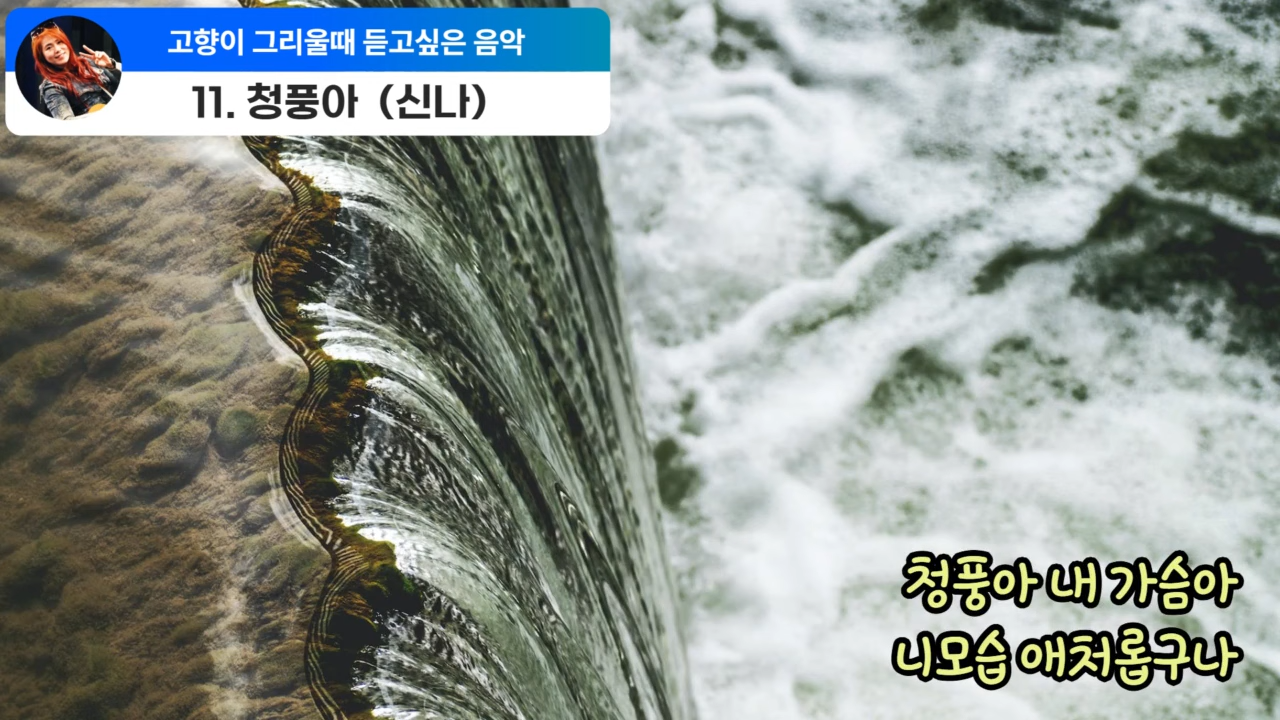 고향이 그리울때 듣고싶은 음악
11. 청풍아 (신나)
청풍아 내 가슴아
니모습 애처롭구나